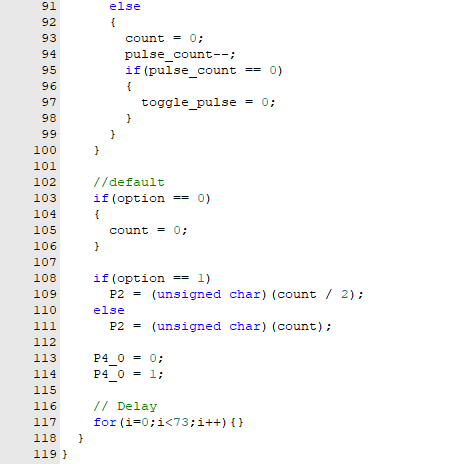 91 else
92 {
93 count = 0;
94 pulse_count--;
95 if(pulse_count == 0)
96 {
97 toggle_pulse = 0;
98 }
99 }
100 }
101
102 //default
103 if(option == 0)
104 {
105 count = 0;
106 }
107
108 if(option == 1)
109 P2 = (unsigned char)(count / 2);
110 else
111 P2 = (unsigned char)(count);
112
113 P4_0 = 0;
114 P4_0 = 1;
115
116 // Delay
117 for(i=0;i<73;i++){}
118 }
119 }